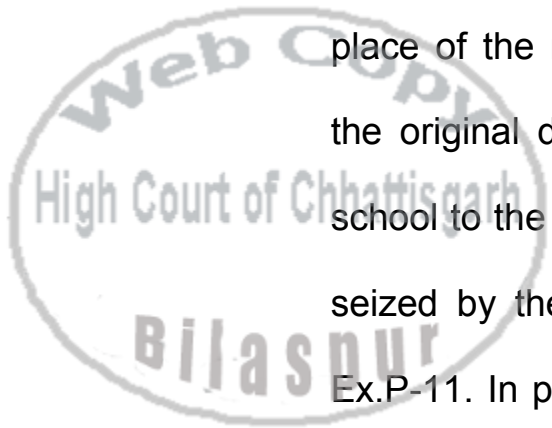 Web Copy
High Court of Chhattisgarh
Bilaspur
place of the
the original
school to the
seized by the
Ex.P-11. In